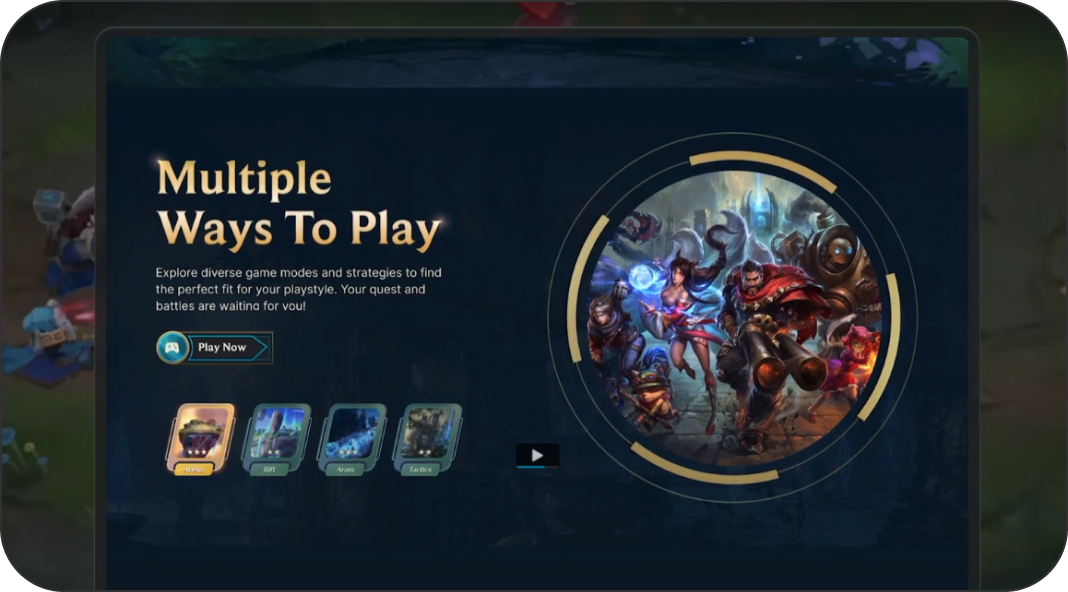 Multiple
Ways To Play
Explore diverse game modes and strategies to find
the perfect fit for your playstyle. Your quest and
battles are waiting for you!
Play Now
Arena
Rift
Aram
Tactics